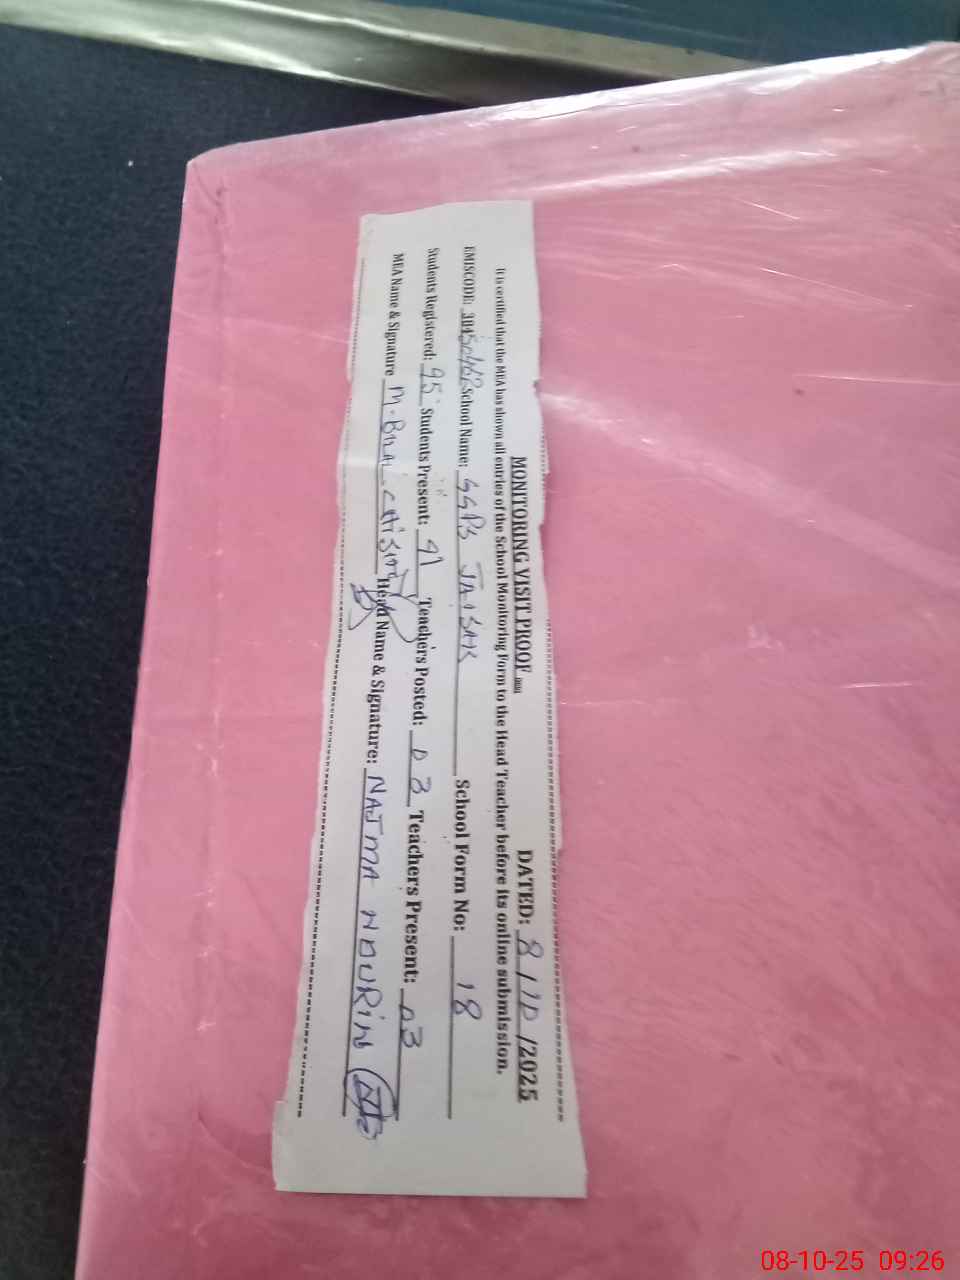 MONITORING VISIT PROOF DATED: 8/10/2025
It is certified that the MEA has shown all entries of the School Monitoring Form to the Head Teacher before its online submission.
EMISCODE: School Name: GGPS School Form No: 18
Students Registered: 95 Students Present: 91 Teachers Posted: 03 Teachers Present: 03
MEA Name & Signature M. Head Name & Signature: NAJMA NOURIN
08-10-25 09:26